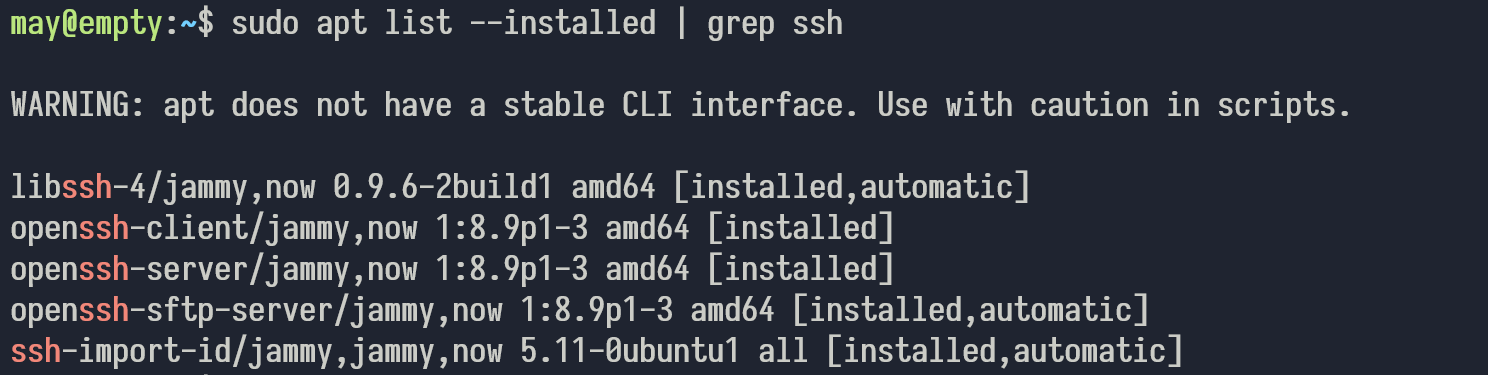 may@empty:~$ sudo apt list --installed | grep ssh
WARNING: apt does not have a stable CLI interface. Use with caution in scripts.
libssh-4/jammy,now 0.9.6-2build1 amd64 [installed,automatic]
openssh-client/jammy,now 1:8.9p1-3 amd64 [installed]
openssh-server/jammy,now 1:8.9p1-3 amd64 [installed]
openssh-sftp-server/jammy,now 1:8.9p1-3 amd64 [installed,automatic]
ssh-import-id/jammy,jammy,now 5.11-0ubuntu1 all [installed,automatic]